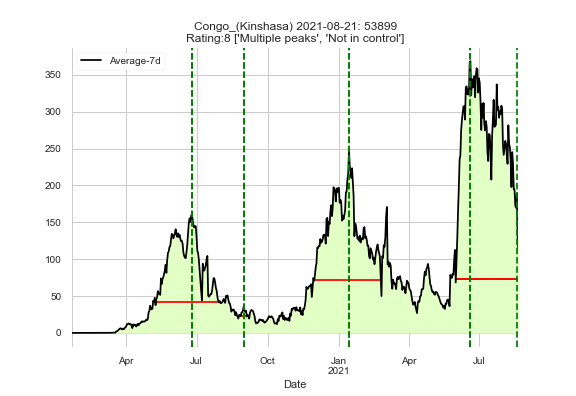 Congo_(Kinshasa) 2021-08-21: 53899
Rating:8 ['Multiple peaks', 'Not in control']
Average-7d
350
300
250
200
150
100
50
0
Apr Jul Oct Jan Apr Jul
2021
Date